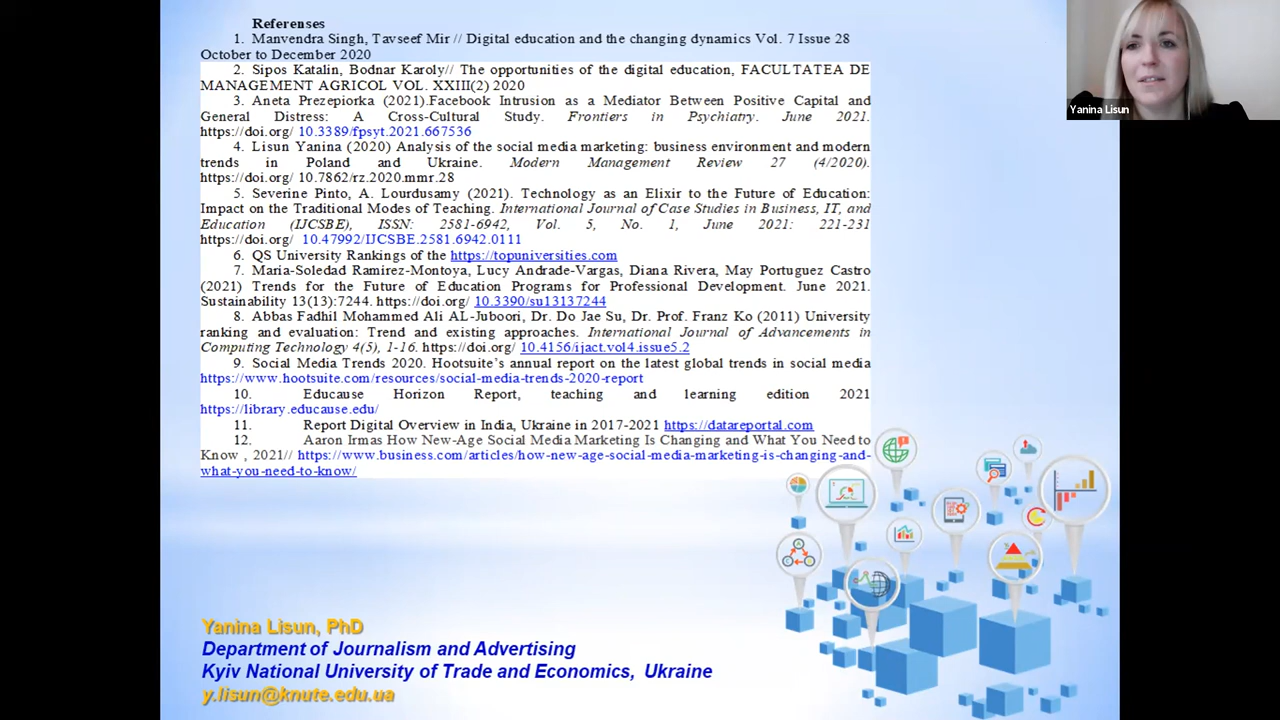 Referenses
1. Manvendra Singh, Tavseef Mir // Digital education and the changing dynamics Vol. 7 Issue 28
October to December 2020
2. Sipos Katalin, Bodnar Karoly// The opportunities of the digital education, FACULTATEA DE
MANAGEMENT AGRICOL VOL. XXIII(2) 2020
3. Aneta Prezepiorka (2021).Facebook Intrusion as a Mediator Between Positive Capital and
General Distress: A Cross-Cultural Study. Frontiers in Psychiatry. June 2021.
https://doi.org/ 10.3389/fpsyt.2021.667536
4. Lisun Yanina (2020) Analysis of the social media marketing: business environment and modern
trends in Poland and Ukraine. Modern Management Review 27 (4/2020).
https://doi.org/ 10.7862/rz.2020.mmr.28
5. Severine Pinto, A. Lourdusamy (2021). Technology as an Elixir to the Future of Education:
Impact on the Traditional Modes of Teaching. International Journal of Case Studies in Business, IT, and
Education (IJCSBE), ISSN: 2581-6942, Vol. 5, No. 1, June 2021: 221-231
https://doi.org/ 10.47992/IJCSBE.2581.6942.0111
6. QS University Rankings of the https://topuniversities.com
7. Maria-Soledad Ramirez-Montoya, Lucy Andrade-Vargas, Diana Rivera, May Portuguez Castro
(2021) Trends for the Future of Education Programs for Professional Development. June 2021.
Sustainability 13(13):7244. https://doi.org/ 10.3390/su13137244
8. Abbas Fadhil Mohammed Ali AL-Juboori, Dr. Do Jae Su, Dr. Prof. Franz Ko (2011) University
ranking and evaluation: Trend and existing approaches. International Journal of Advancements in
Computing Technology 4(5), 1-16. https://doi.org/ 10.4156/ijact.vol4.issue5.2
9. Social Media Trends 2020. Hootsuite's annual report on the latest global trends in social media
https://www.hootsuite.com/resources/social-media-trends-2020-report
10. Educause Horizon Report, teaching and learning edition 2021
https://library.educause.edu/
11. Report Digital Overview in India, Ukraine in 2017-2021 https://datareportal.com
12. Aaron Irmas How New-Age Social Media Marketing Is Changing and What You Need to
Know , 2021// https://www.business.com/articles/how-new-age-social-media-marketing-is-changing-and-
what-you-need-to-know/
Yanina Lisun, PhD
Department of Journalism and Advertising
Kyiv National University of Trade and Economics, Ukraine
y.lisun@knute.edu.ua
Yanina Lisun